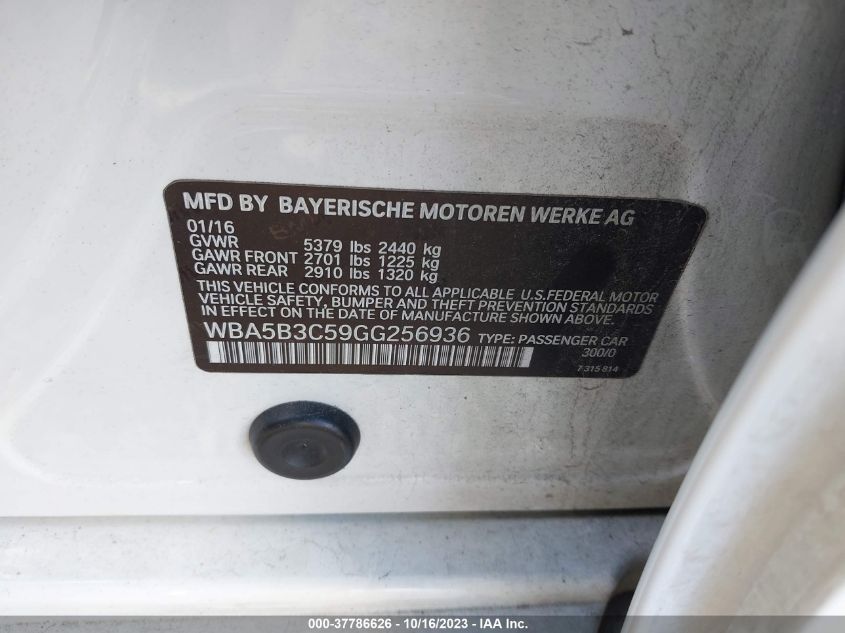 MFD BY BAYERISCHE MOTOREN WERKE AG
01/16
GVWR 5379 lbs 2440 kg
GAWR FRONT 2701 lbs 1225 kg
GAWR REAR 2910 lbs 1320 kg
THIS VEHICLE CONFORMS TO ALL APPLICABLE U.S.FEDERAL MOTOR
VEHICLE SAFETY, BUMPER AND THEFT PREVENTION STANDARDS
IN EFFECT ON THE DATE OF MANUFACTURE SHOWN ABOVE.
WBA5B3C59GG256936 TYPE: PASSENGER CAR
300/0
7 315 814
000-37786626 - 10/16/2023 - IAA Inc.